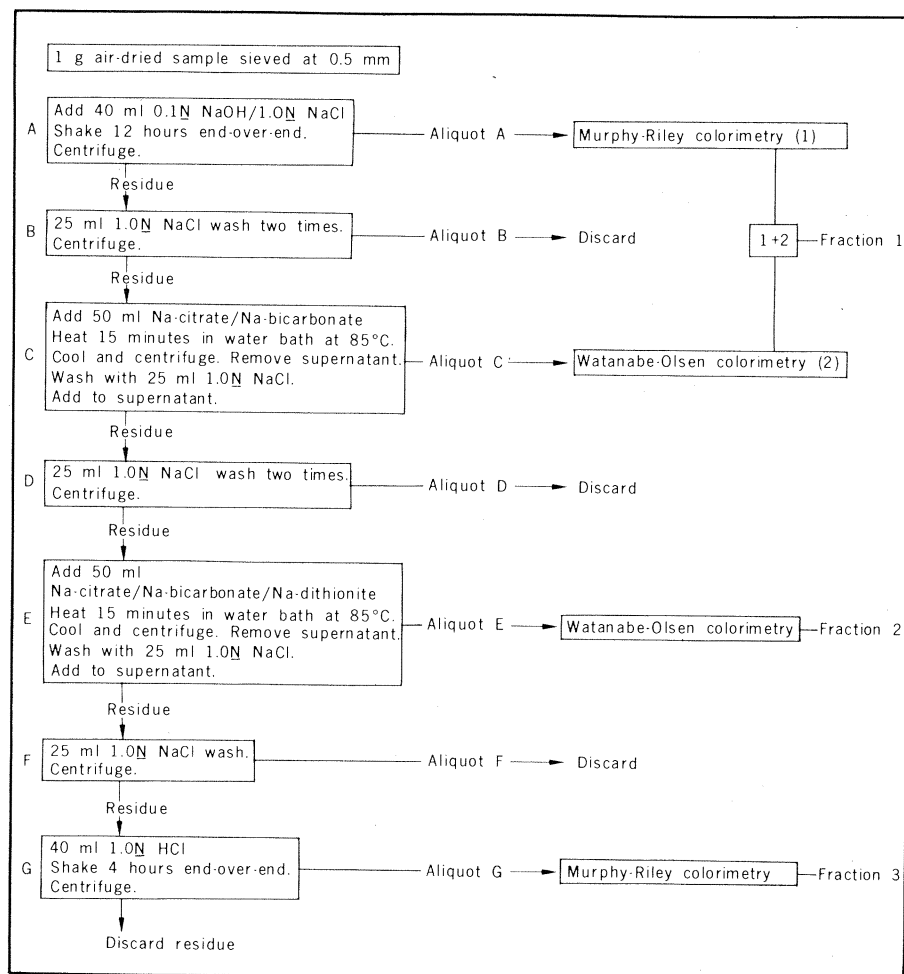 1 g air-dried sample sieved at 0.5 mm
A
Add 40 ml 0.1N NaOH/1.0N NaCl
Shake 12 hours end-over-end.
Centrifuge.
Aliquot A
Murphy-Riley colorimetry (1)
Residue
B
25 ml 1.0N NaCl wash two times.
Centrifuge.
Aliquot B
Discard
1+2
Fraction 1
Residue
C
Add 50 ml Na-citrate/Na-bicarbonate
Heat 15 minutes in water bath at 85°C.
Cool and centrifuge. Remove supernatant.
Wash with 25 ml 1.0N NaCl.
Add to supernatant.
Aliquot C
Watanabe-Olsen colorimetry (2)
Residue
D
25 ml 1.0N NaCl wash two times.
Centrifuge.
Aliquot D
Discard
Residue
E
Add 50 ml
Na-citrate/Na-bicarbonate/Na-dithionite
Heat 15 minutes in water bath at 85°C.
Cool and centrifuge. Remove supernatant.
Wash with 25 ml 1.0N NaCl.
Add to supernatant.
Aliquot E
Watanabe-Olsen colorimetry
Fraction 2
Residue
F
25 ml 1.0N NaCl wash.
Centrifuge.
Aliquot F
Discard
Residue
G
40 ml 1.0N HCl
Shake 4 hours end-over-end.
Centrifuge.
Aliquot G
Murphy-Riley colorimetry
Fraction 3
Discard residue